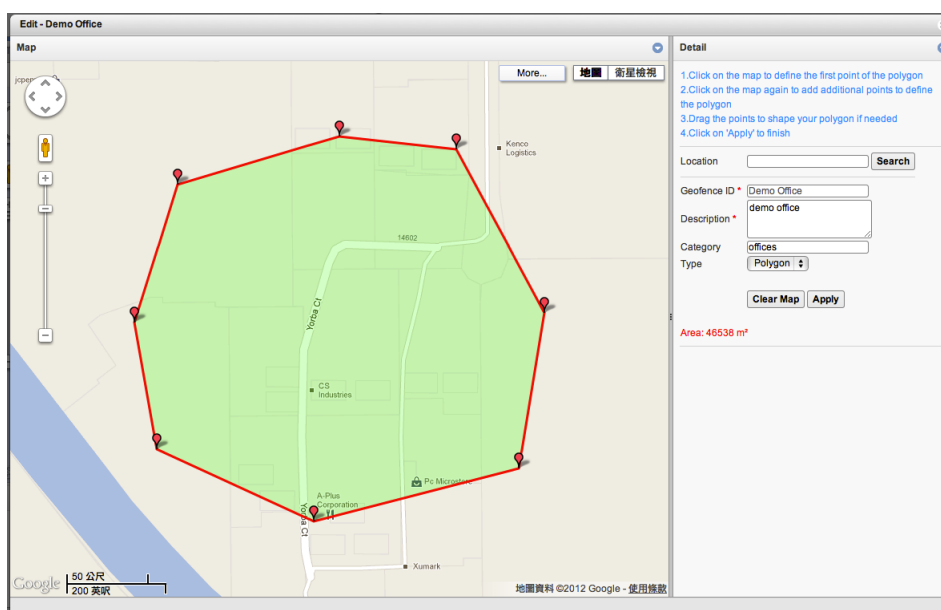 Edit - Demo Office
Map
Detail
More...
地圖
衛星檢視
1.Click on the map to define the first point of the polygon
2.Click on the map again to add additional points to define
the polygon
3.Drag the points to shape your polygon if needed
4.Click on 'Apply' to finish
Location
Search
Geofence ID *
Demo Office
Description *
demo office
Category
offices
Type
Polygon
Clear Map
Apply
Area: 46538 m²
Kenco
Logistics
14602
Yorba Ct
CS
Industries
Pc Microstore
A-Plus
Corporation
Yorba Ct
Xumark
Google
50 公尺
200 英呎
地圖資料 ©2012 Google - 使用條款